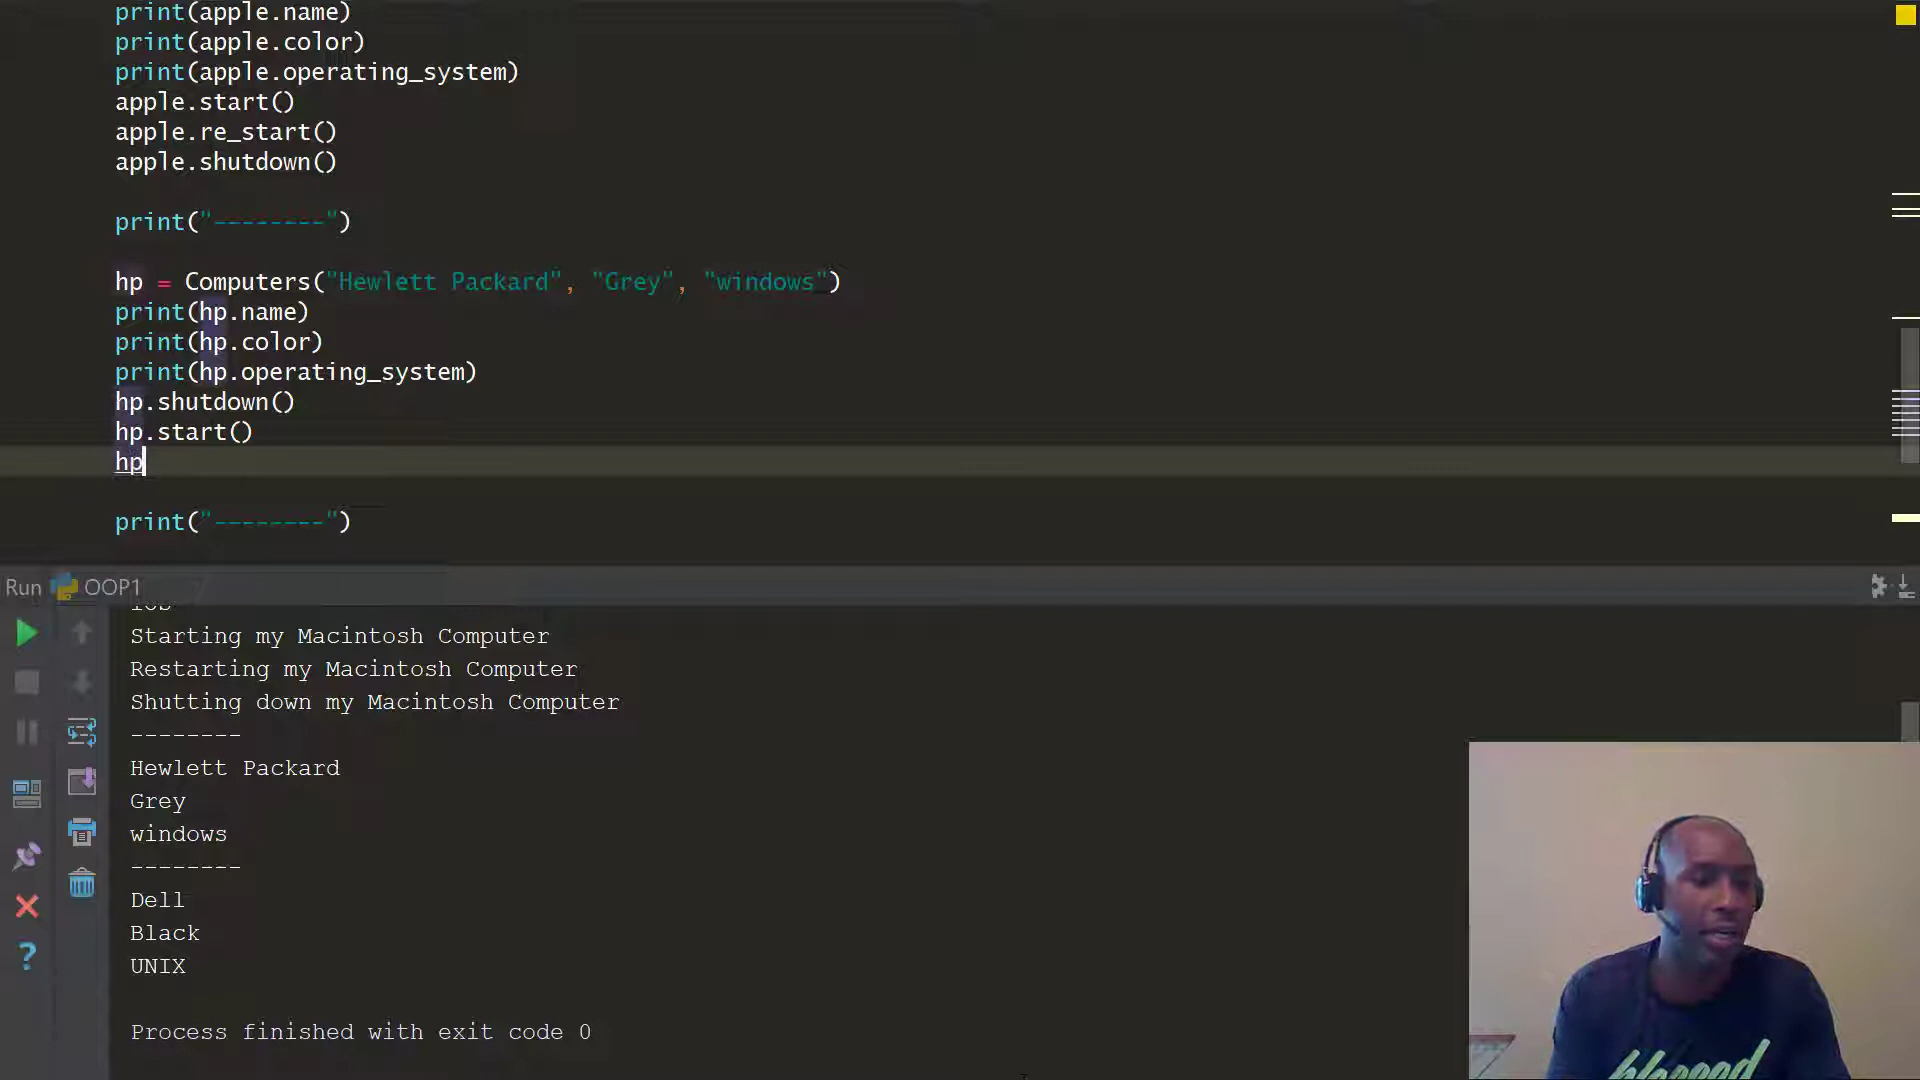 print(apple.name)
print(apple.color)
print(apple.operating_system)
apple.start()
apple.re_start()
apple.shutdown()
print("--------")
hp = Computers("Hewlett Packard", "Grey", "windows")
print(hp.name)
print(hp.color)
print(hp.operating_system)
hp.shutdown()
hp.start()
hp
print("--------")
Run OOP1
Starting my Macintosh Computer
Restarting my Macintosh Computer
Shutting down my Macintosh Computer
--------
Hewlett Packard
Grey
windows
--------
Dell
Black
UNIX
Process finished with exit code 0